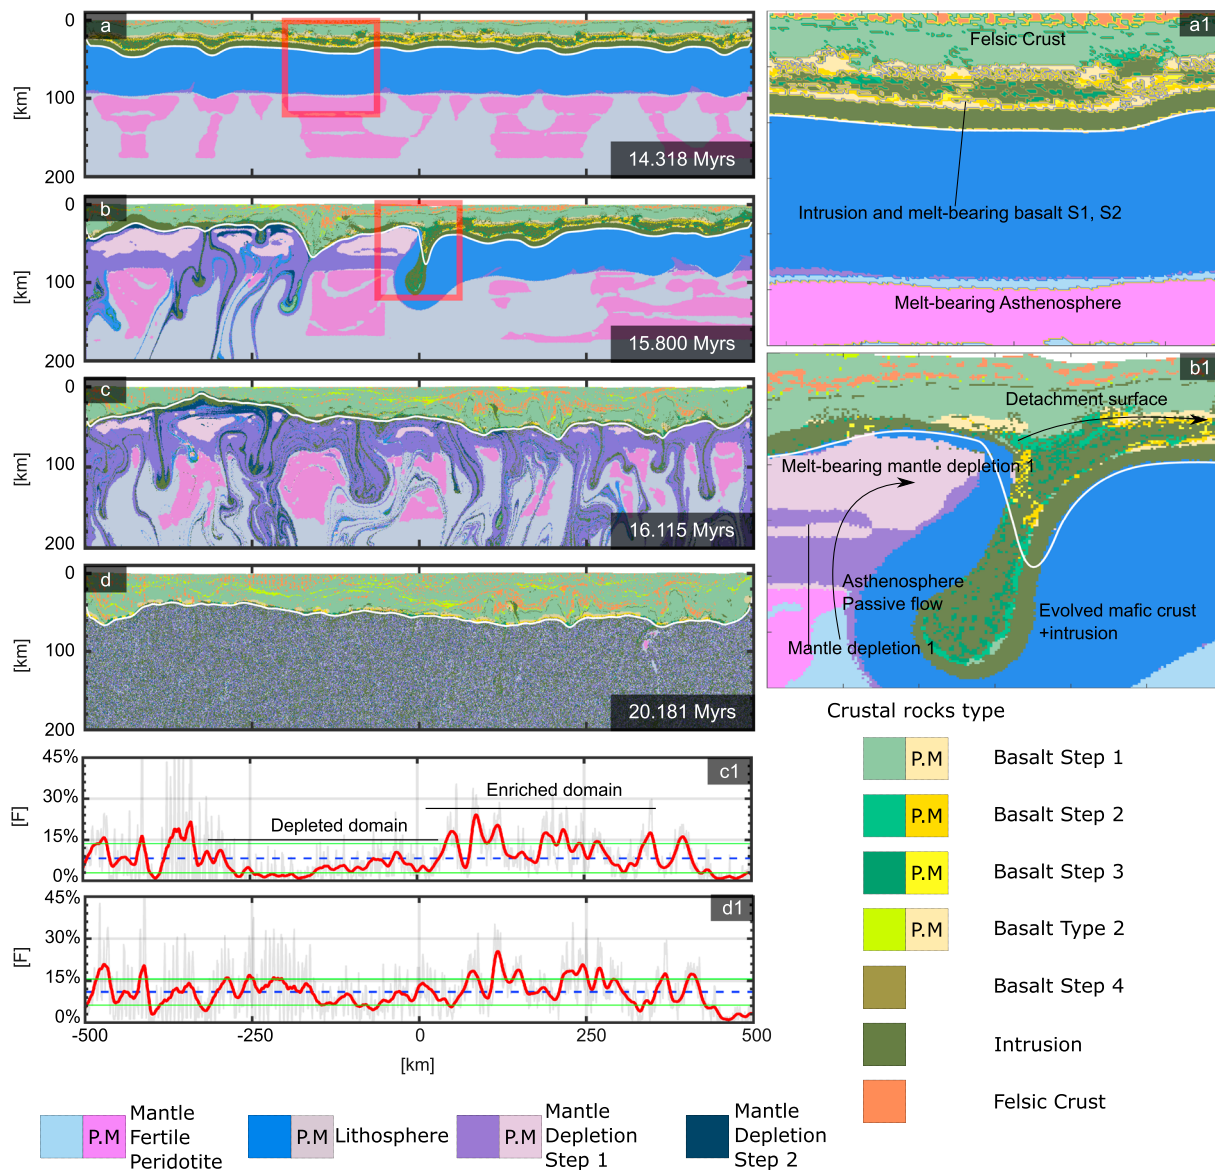 a
0
100
200
[km]
14.318 Myrs
b
0
100
200
[km]
15.800 Myrs
c
0
100
200
[km]
16.115 Myrs
d
0
100
200
[km]
20.181 Myrs
c1
45%
30%
15%
0%
[F]
Enriched domain
Depleted domain
d1
45%
30%
15%
0%
[F]
-500
-250
0
250
500
[km]
a1
Felsic Crust
Intrusion and melt-bearing basalt S1, S2
Melt-bearing Asthenosphere
b1
Detachment surface
Melt-bearing mantle depletion 1
Asthenosphere
Passive flow
Mantle depletion 1
Evolved mafic crust
+intrusion
Crustal rocks type
P.M Basalt Step 1
P.M Basalt Step 2
P.M Basalt Step 3
P.M Basalt Type 2
Basalt Step 4
Intrusion
Felsic Crust
P.M Mantle
Fertile
Peridotite
P.M Lithosphere
P.M Mantle
Depletion
Step 1
Mantle
Depletion
Step 2